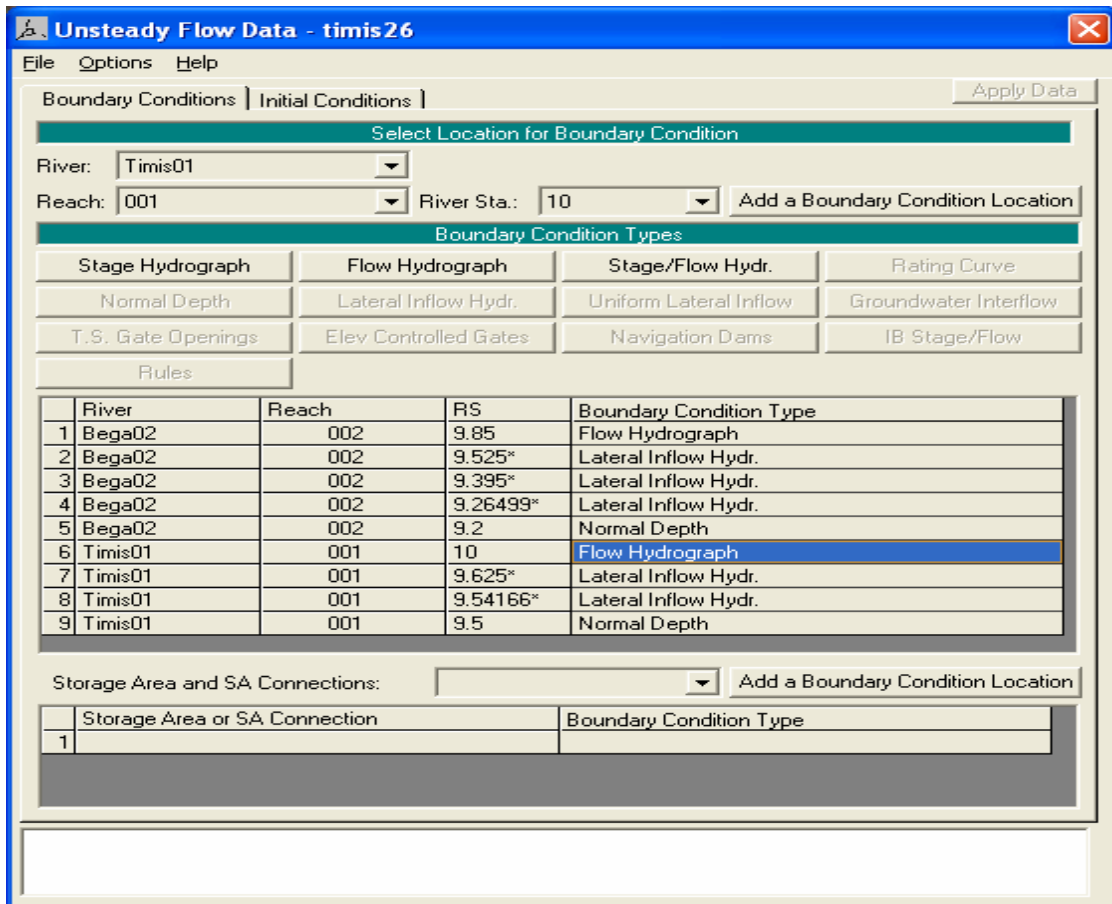 Unsteady Flow Data - timis26
File Options Help
Boundary Conditions Initial Conditions Apply Data
Select Location for Boundary Condition
River: Timis01
Reach: 001 River Sta.: 10 Add a Boundary Condition Location
Boundary Condition Types
Stage Hydrograph Flow Hydrograph Stage/Flow Hydr. Rating Curve
Normal Depth Lateral Inflow Hydr. Uniform Lateral Inflow Groundwater Interflow
T.S. Gate Openings Elev Controlled Gates Navigation Dams IB Stage/Flow
Rules
River Reach RS Boundary Condition Type
1 Bega02 002 9.85 Flow Hydrograph
2 Bega02 002 9.525* Lateral Inflow Hydr.
3 Bega02 002 9.395* Lateral Inflow Hydr.
4 Bega02 002 9.26499* Lateral Inflow Hydr.
5 Bega02 002 9.2 Normal Depth
6 Timis01 001 10 Flow Hydrograph
7 Timis01 001 9.625* Lateral Inflow Hydr.
8 Timis01 001 9.54166* Lateral Inflow Hydr.
9 Timis01 001 9.5 Normal Depth
Storage Area and SA Connections: Add a Boundary Condition Location
Storage Area or SA Connection Boundary Condition Type
1